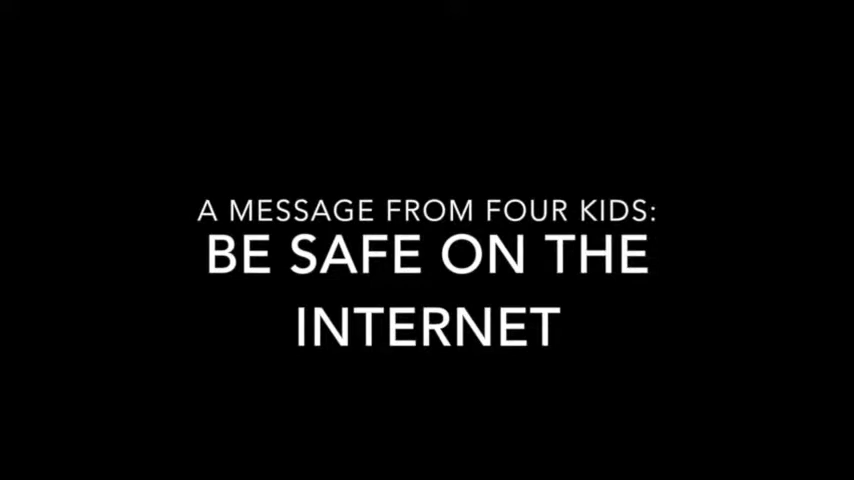 A MESSAGE FROM FOUR KIDS:
BE SAFE ON THE
INTERNET